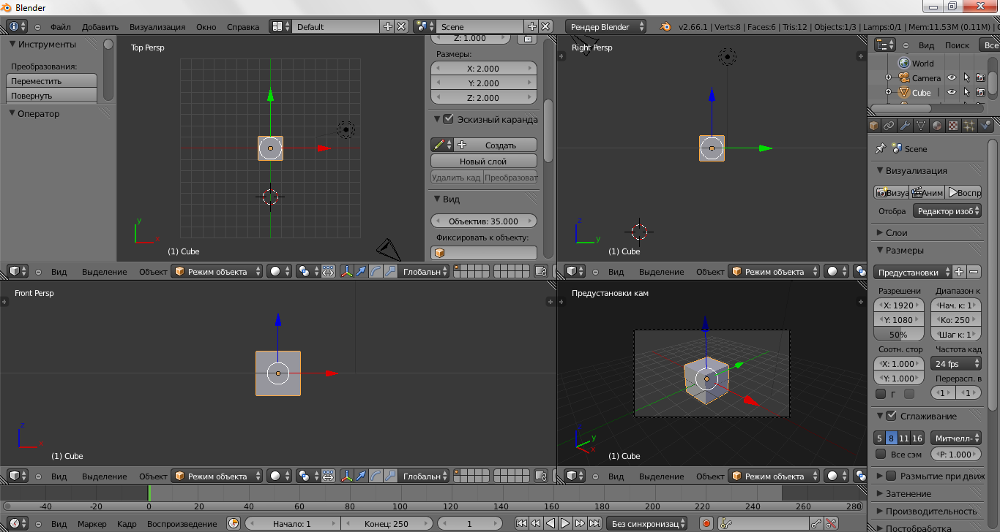 Blender
Файл Добавить Визуализация Окно Справка Default Scene Рендер Blender v2.66.1 | Verts:8 | Faces:6 | Tris:12 | Objects:1/3 | Lamps:0/1 | Mem:11.53M (0.11M) |
Инструменты
Преобразования:
Переместить
Повернуть
Оператор
Top Persp
y
x
(1) Cube
Z: 1.000
Размеры:
X: 2.000
Y: 2.000
Z: 2.000
Эскизный каранда
Создать
Новый слой
Удалить кад Преобразоват
Вид
Объектив: 35.000
Фиксировать к объекту:
Right Persp
z
y
(1) Cube
Вид Выделение Объект Режим объекта Глобальн
Вид Выделение Объект Режим объекта
Front Persp
z
x
(1) Cube
Предустановки кам
z
y
x
(1) Cube
Вид Выделение Объект Режим объекта Глобальн
Вид Выделение Объект Режим объекта
Вид Поиск Все
World
Camera
Cube
Scene
Визуализация
Визуа Аним Воспр
Отобра Редактор изоб
Слои
Размеры
Предустановки
Разрешени Диапазон к
X: 1920 Нач. к: 1
Y: 1080 Ко: 250
50% Шаг к: 1
Соотн. стор Частота кад
X: 1.000 24 fps
Y: 1.000 Перерасп. в
Г 1 1
Сглаживание
5 8 11 16 Митчелл-
Все сэм Р: 1.000
Размытие при движ
Затенение
Производительность
Постобработка
-40 -20 0 20 40 60 80 100 120 140 160 180 200 220 240 260 280
Вид Маркер Кадр Воспроизведение Начало: 1 Конец: 250 1 Без синхронизац